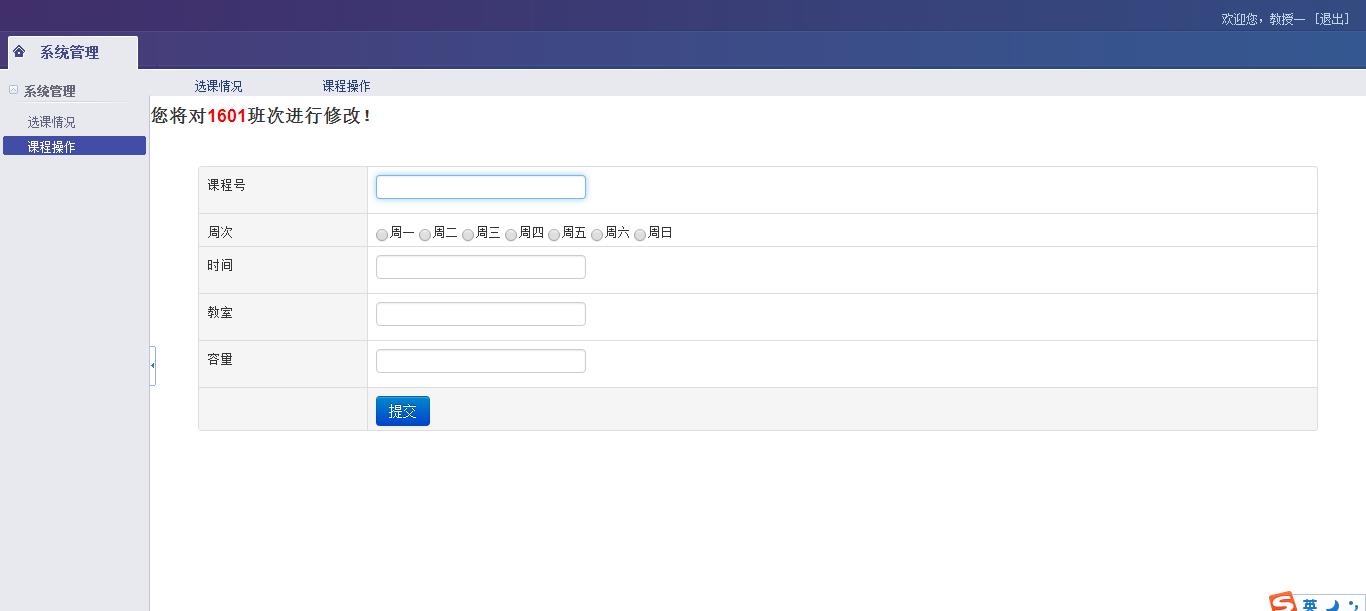 欢迎您，教授一 [退出]
系统管理
系统管理
选课情况
课程操作
选课情况 课程操作
您将对1601班次进行修改！
课程号
周次 周一 周二 周三 周四 周五 周六 周日
时间
教室
容量
提交
英